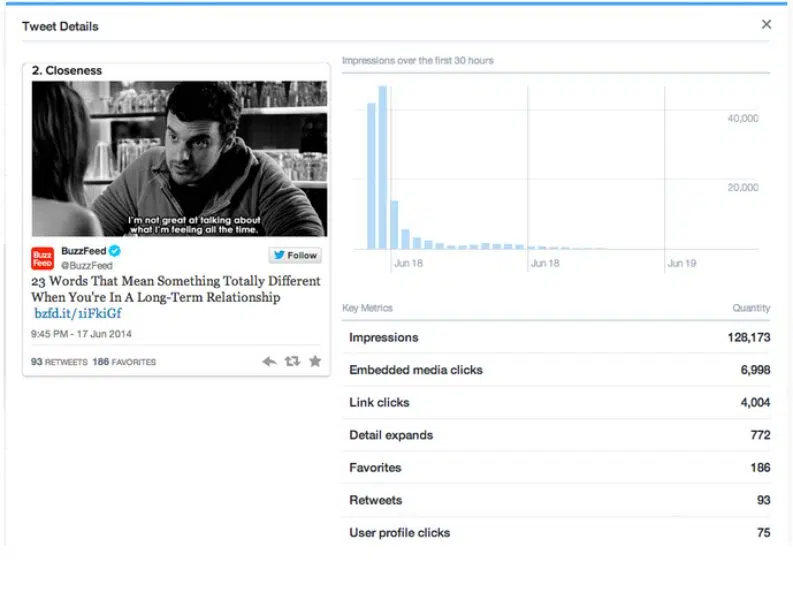 Tweet Details
2. Closeness
I'm not great at talking about
what I'm feeling all the time.
Buzz
Feed
BuzzFeed
@BuzzFeed
Follow
23 Words That Mean Something Totally Different
When You're In A Long-Term Relationship
bzfd.it/1iFkiGf
9:45 PM - 17 Jun 2014
93 RETWEETS 186 FAVORITES
Impressions over the first 30 hours
40,000
20,000
Jun 18
Jun 18
Jun 19
Key Metrics Quantity
Impressions 128,173
Embedded media clicks 6,998
Link clicks 4,004
Detail expands 772
Favorites 186
Retweets 93
User profile clicks 75